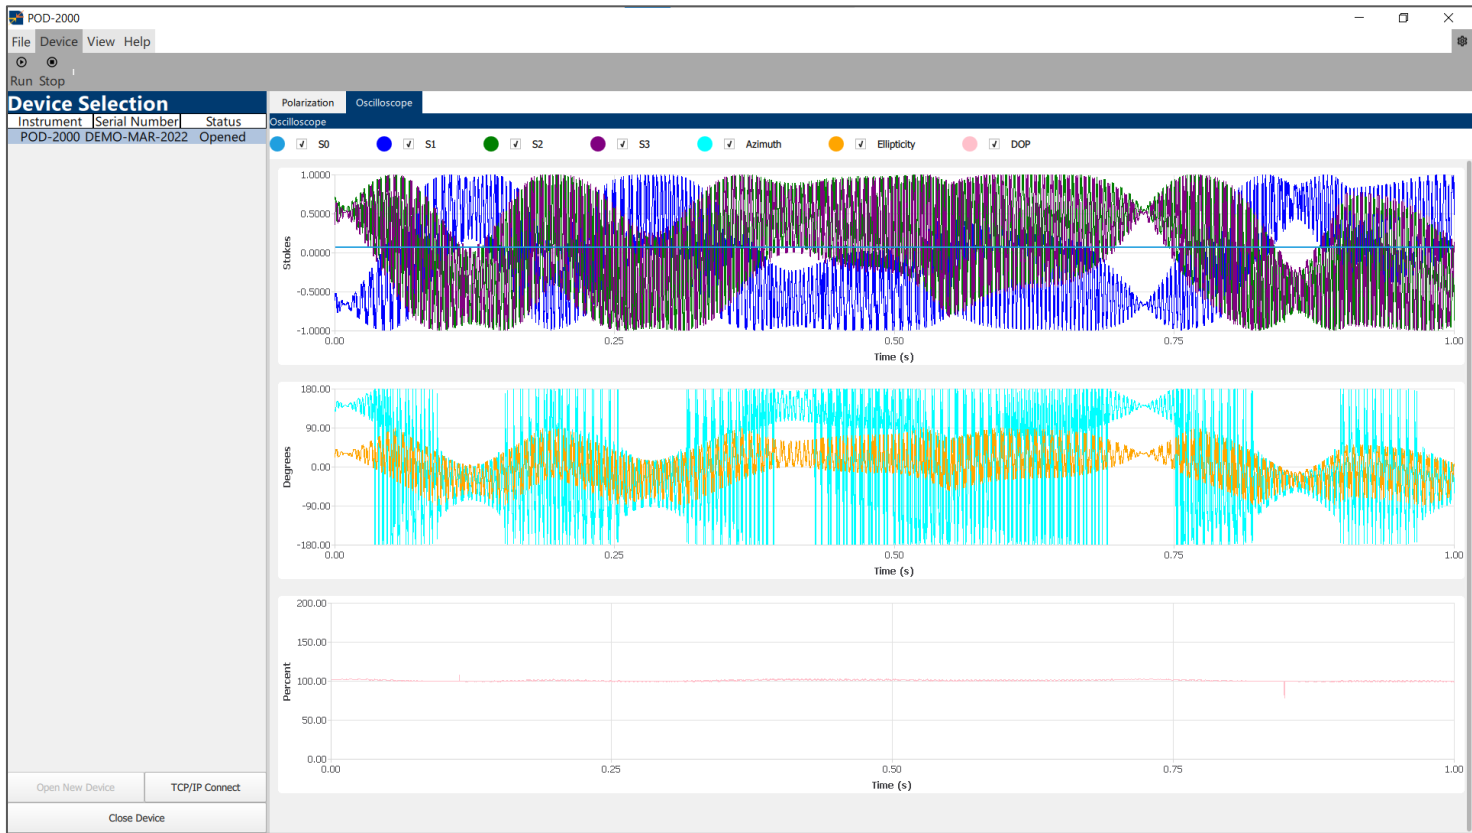 POD-2000
File Device View Help
Run Stop
Device Selection
Instrument Serial Number Status
POD-2000 DEMO-MAR-2022 Opened
Open New Device TCP/IP Connect
Close Device
Polarization Oscilloscope
Oscilloscope
S0 S1 S2 S3 Azimuth Ellipticity DOP
1.0000
0.5000
0.0000
-0.5000
-1.0000
Stokes
0.00 0.25 0.50 0.75 1.00
Time (s)
180.00
90.00
0.00
-90.00
-180.00
Degrees
0.00 0.25 0.50 0.75 1.00
Time (s)
200.00
150.00
100.00
50.00
0.00
Percent
0.00 0.25 0.50 0.75 1.00
Time (s)